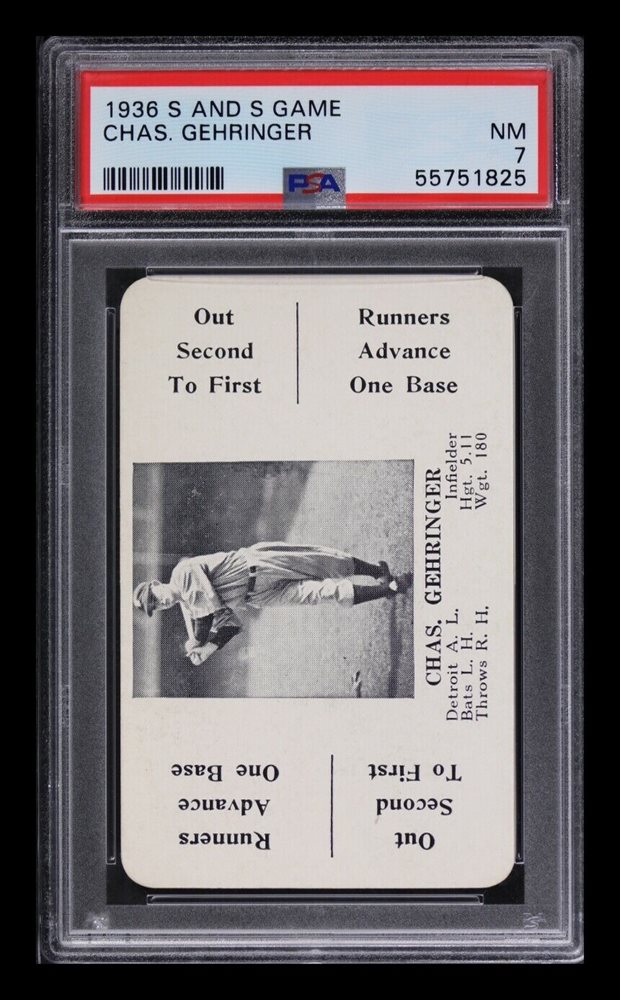 1936 S AND S GAME
CHAS. GEHRINGER
NM
7
PSA
55751825
Out
Second
To First
Runners
Advance
One Base
CHAS. GEHRINGER
Detroit A. L. Infielder
Bats L. H. Hgt. 5.11
Throws R. H. Wgt. 180
Out
Second
To First
Runners
Advance
One Base